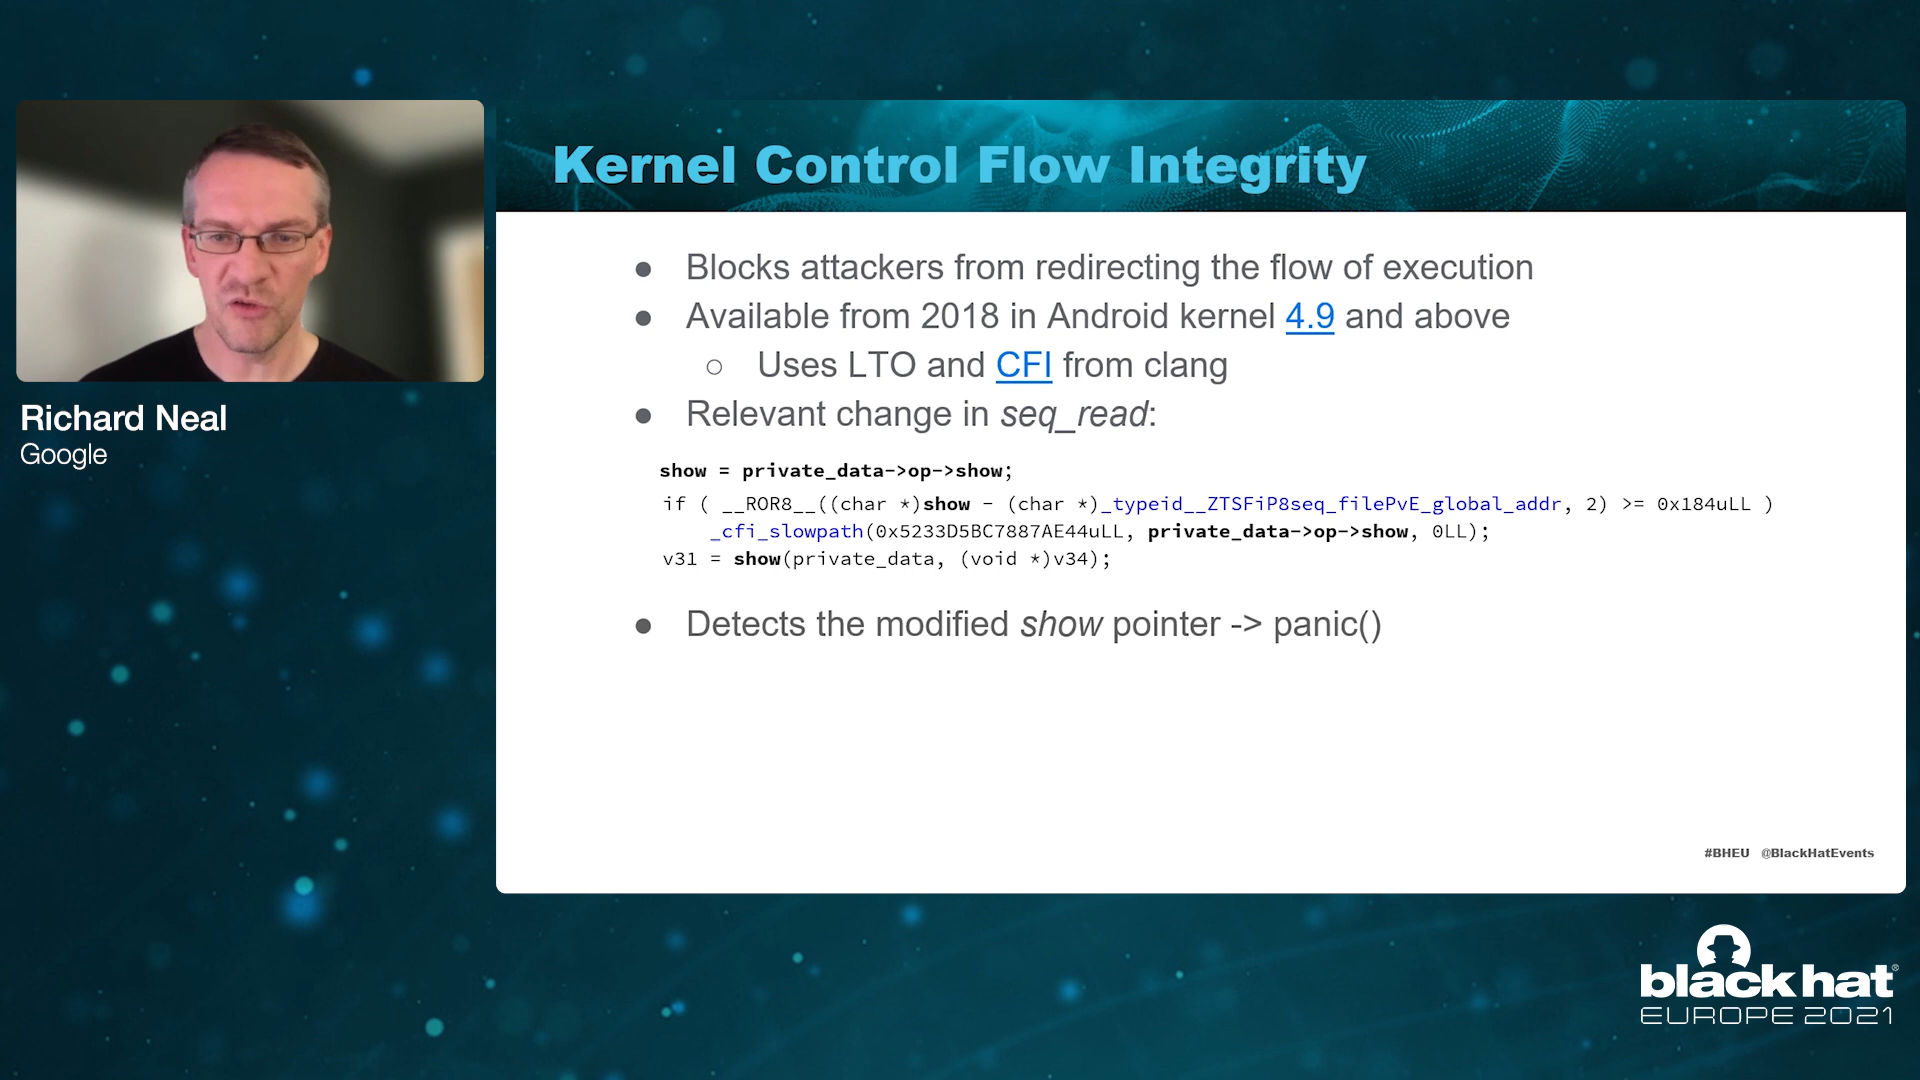 Kernel Control Flow Integrity
Richard Neal
Google
● Blocks attackers from redirecting the flow of execution
● Available from 2018 in Android kernel 4.9 and above
○ Uses LTO and CFI from clang
● Relevant change in seq_read:
show = private_data->op->show;
if ( __ROR8__((char *)show - (char *)_typeid__ZTSFiP8seq_filePvE_global_addr, 2) >= 0x184uLL )
_cfi_slowpath(0x5233D5BC7887AE44uLL, private_data->op->show, 0LL);
v31 = show(private_data, (void *)v34);
● Detects the modified show pointer -> panic()
#BHEU @BlackHatEvents
black hat®
EUROPE 2021